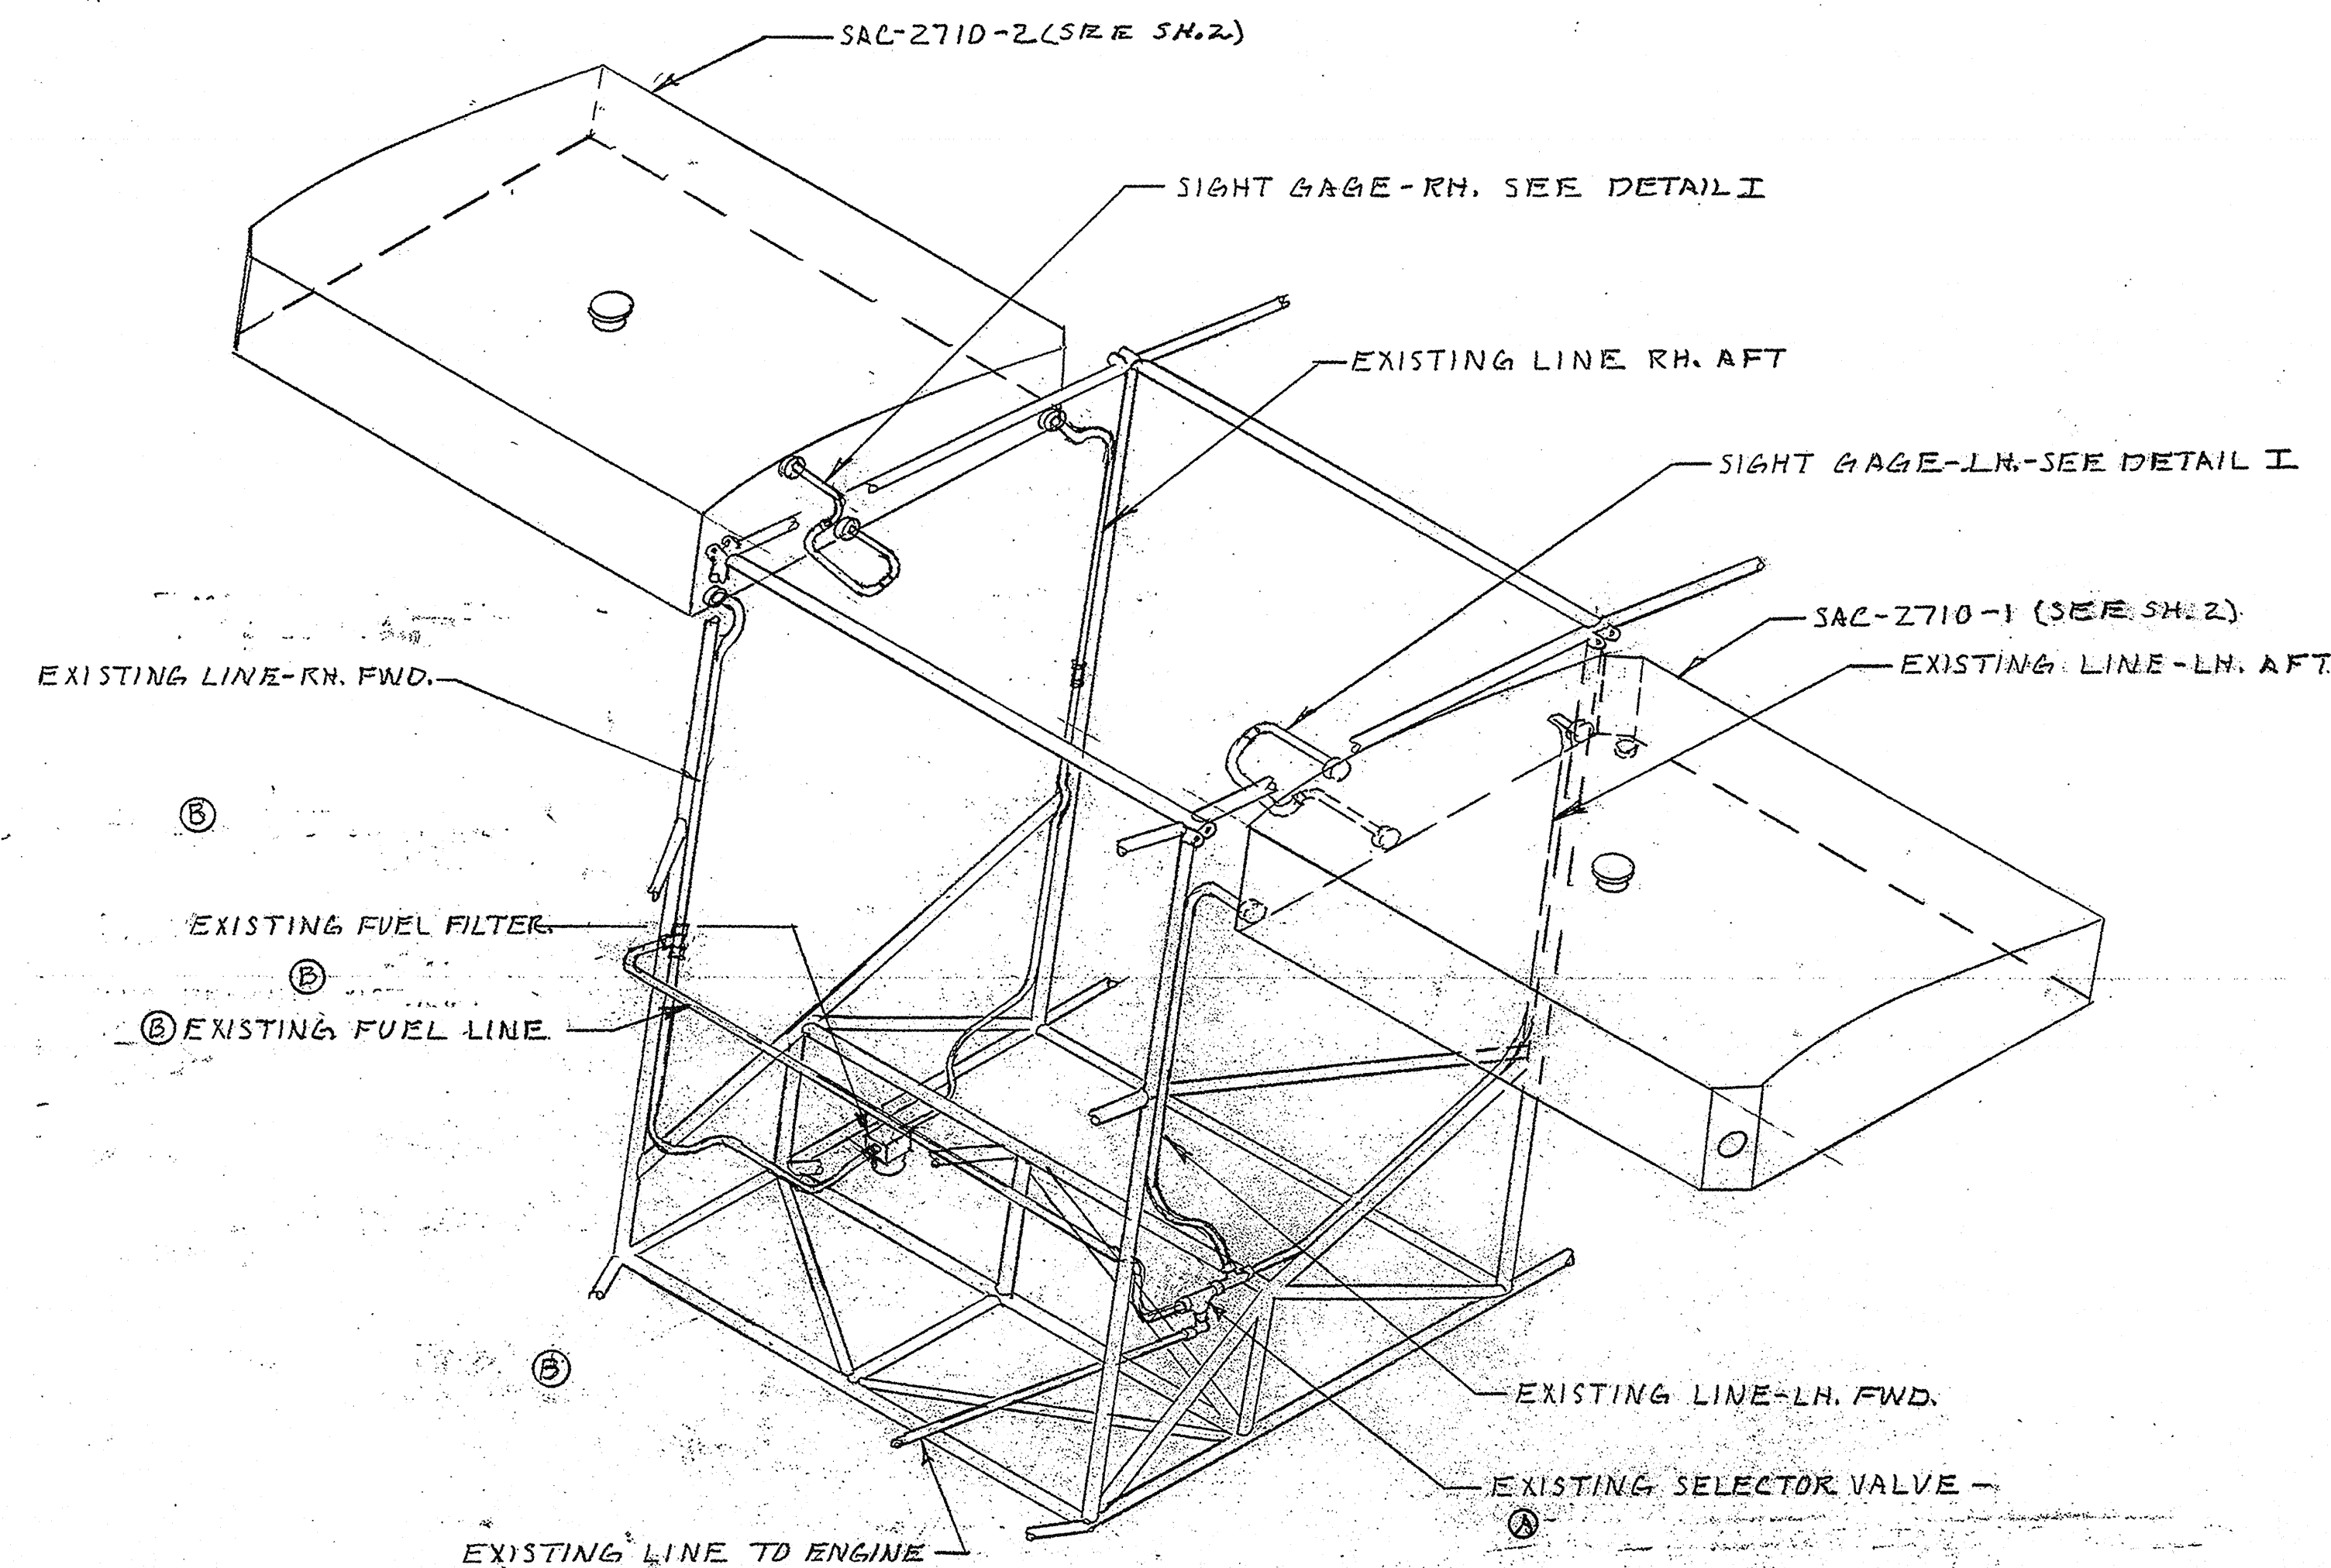 SAC-2710-2 (SEE SH.2)
SIGHT GAGE-RH. SEE DETAIL I
EXISTING LINE RH. AFT
SIGHT GAGE-LH.-SEE DETAIL I
SAC-2710-1 (SEE SH.2)
EXISTING LINE-LH. AFT
EXISTING LINE-RH. FWD.
B
EXISTING FUEL FILTER
B
B EXISTING FUEL LINE
B
EXISTING LINE-LH. FWD.
EXISTING SELECTOR VALVE -
A
EXISTING LINE TO ENGINE